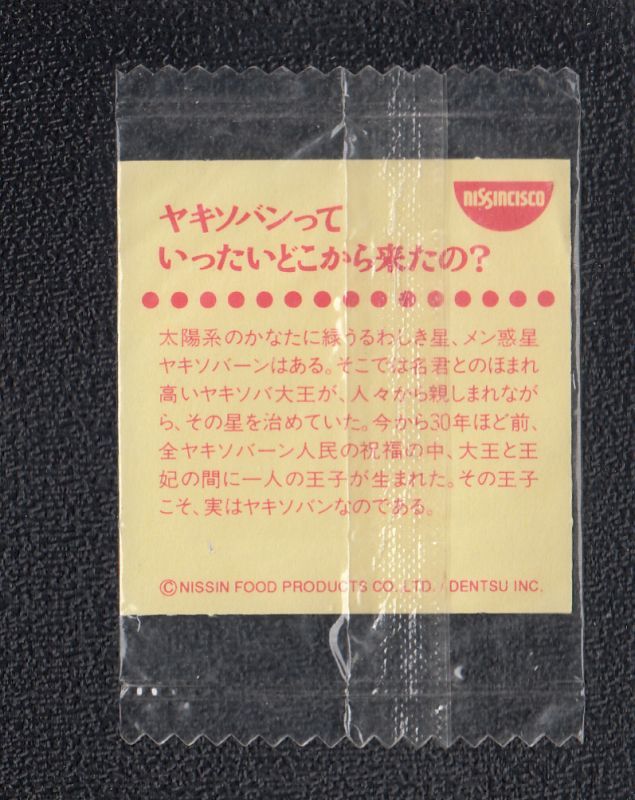 NISSINCISCO
ヤキソバンって
いったいどこから来たの?
太陽系のかなたに緑うるわしき星、メン惑星
ヤキソバーンはある。そこでは名君とのほまれ
高いヤキソバ大王が、人々から親しまれなが
ら、その星を治めていた。今から30年ほど前、
全ヤキソバーン人民の祝福の中、大王と王
妃の間に一人の王子が生まれた。その王子
こそ、実はヤキソバンなのである。
©NISSIN FOOD PRODUCTS CO., LTD. / DENTSU INC.